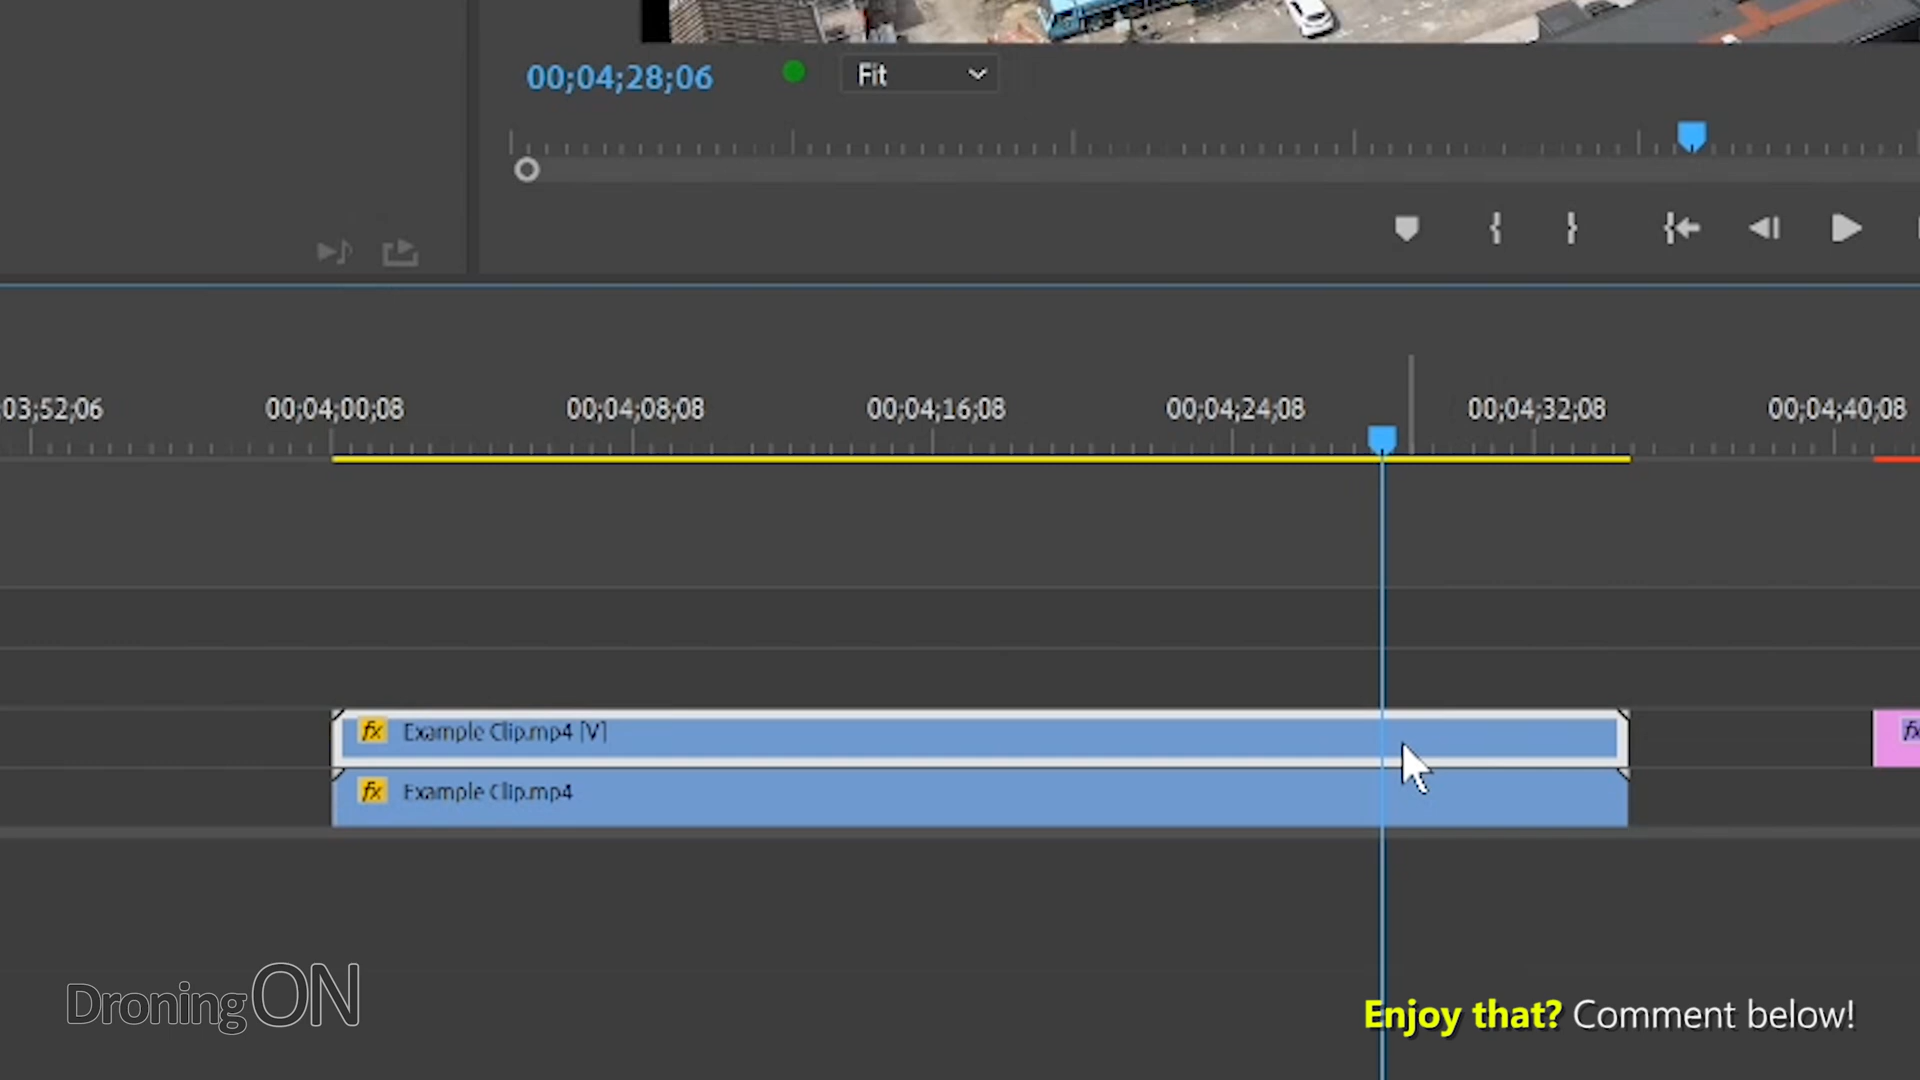 00;04;28;06
Fit
:03;52;06 00;04;00;08 00;04;08;08 00;04;16;08 00;04;24;08 00;04;32;08 00;04;40;08
fx Example Clip.mp4 [V] fx
fx Example Clip.mp4
DroningON
Enjoy that? Comment below!